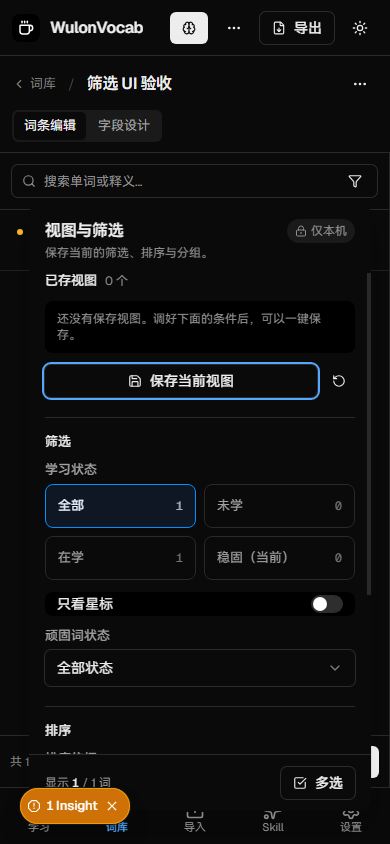 WulonVocab
导出
词库 / 筛选 UI 验收
词条编辑 字段设计
搜索单词或释义...
视图与筛选
仅本机
保存当前的筛选、排序与分组。
已存视图 0 个
还没有保存视图。调好下面的条件后，可以一键保
存。
保存当前视图
筛选
学习状态
全部 1
未学 0
在学 1
稳固（当前） 0
只看星标
顽固词状态
全部状态
排序
共 1
显示 1 / 1 词
多选
1 Insight
学习
词库
导入
Skill
设置